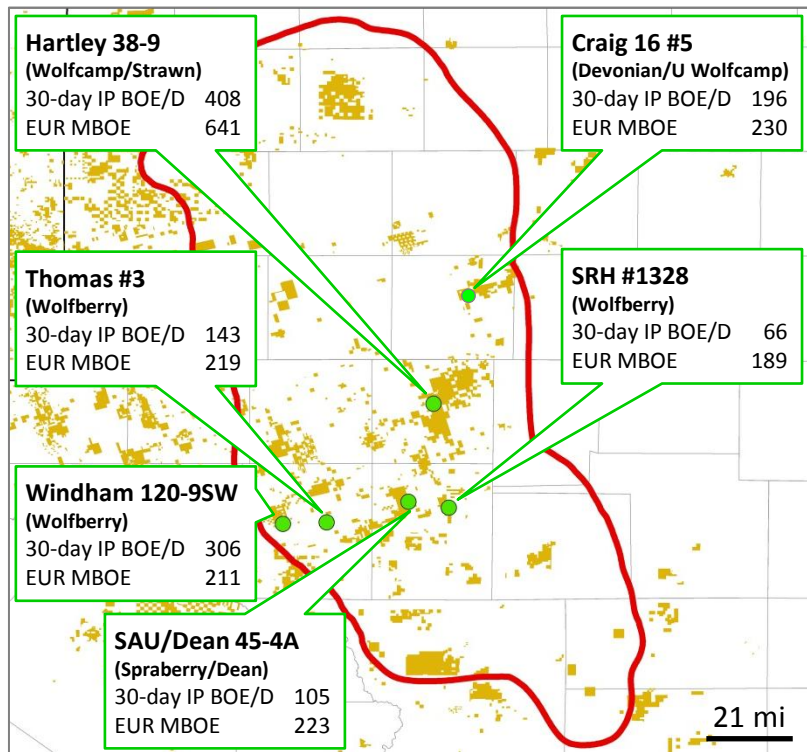 Hartley 38-9
(Wolfcamp/Strawn)
30-day IP BOE/D 408
EUR MBOE 641
Craig 16 #5
(Devonian/U Wolfcamp)
30-day IP BOE/D 196
EUR MBOE 230
Thomas #3
(Wolfberry)
30-day IP BOE/D 143
EUR MBOE 219
SRH #1328
(Wolfberry)
30-day IP BOE/D 66
EUR MBOE 189
Windham 120-9SW
(Wolfberry)
30-day IP BOE/D 306
EUR MBOE 211
SAU/Dean 45-4A
(Spraberry/Dean)
30-day IP BOE/D 105
EUR MBOE 223
21 mi